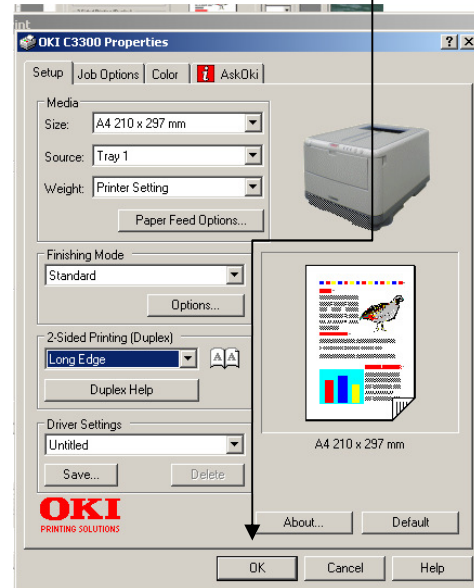 int
OKI C3300 Properties
Setup Job Options Color i AskOki
Media
Size: A4 210 x 297 mm
Source: Tray 1
Weight: Printer Setting
Paper Feed Options...
Finishing Mode
Standard
Options...
2-Sided Printing (Duplex)
Long Edge
A A
Duplex Help
Driver Settings
Untitled
A4 210 x 297 mm
Save... Delete
OKI
PRINTING SOLUTIONS
About... Default
OK Cancel Help